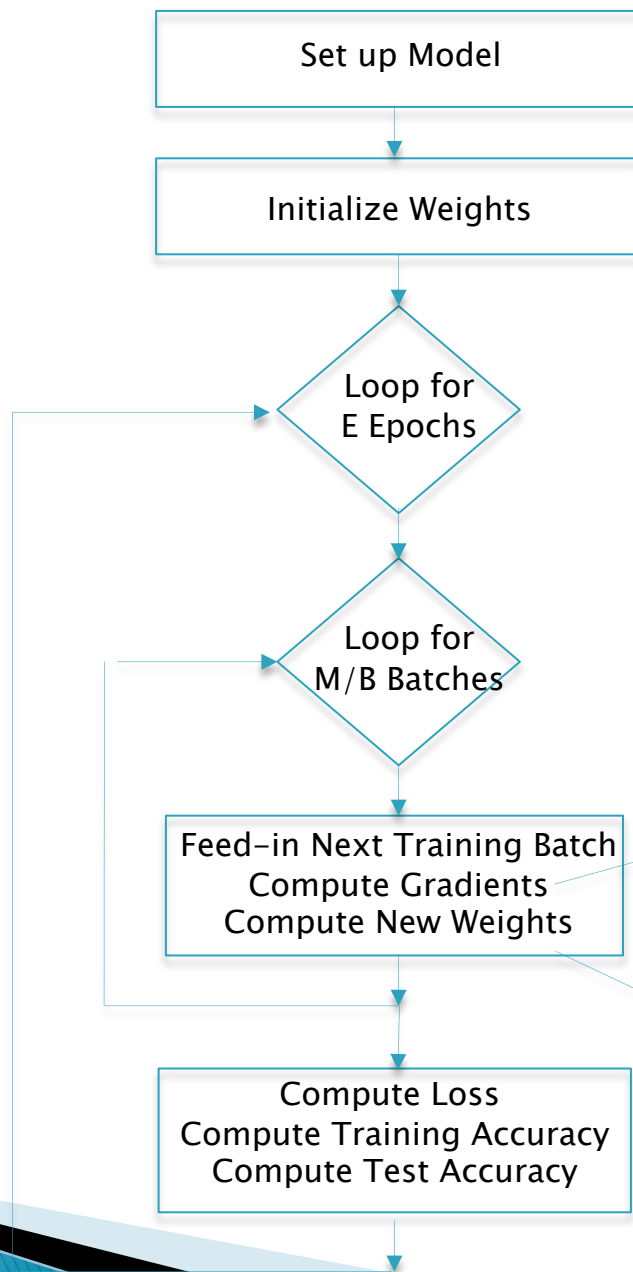 Set up Model
Initialize Weights
Loop for
E Epochs
Loop for
M/B Batches
Feed-in Next Training Batch
Compute Gradients
Compute New Weights
Compute Loss
Compute Training Accuracy
Compute Test Accuracy